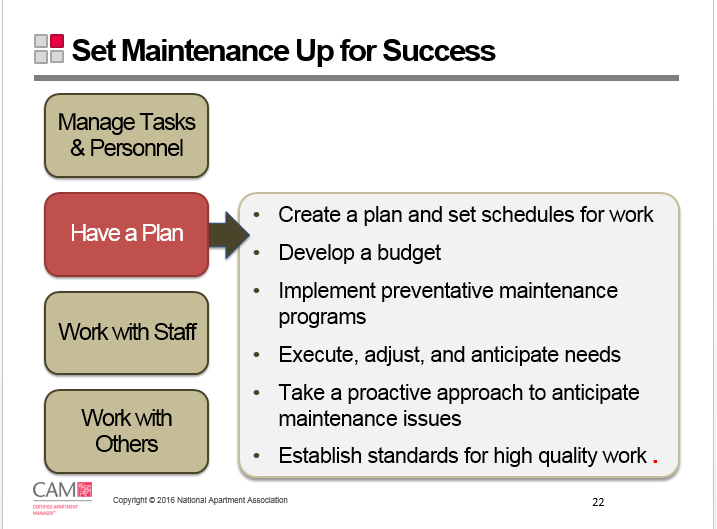 Set Maintenance Up for Success
Manage Tasks
& Personnel
Have a Plan
Work with Staff
Work with
Others
• Create a plan and set schedules for work
• Develop a budget
• Implement preventative maintenance
programs
• Execute, adjust, and anticipate needs
• Take a proactive approach to anticipate
maintenance issues
• Establish standards for high quality work .
CAM
CERTIFIED APARTMENT
MANAGER®
Copyright © 2016 National Apartment Association
22